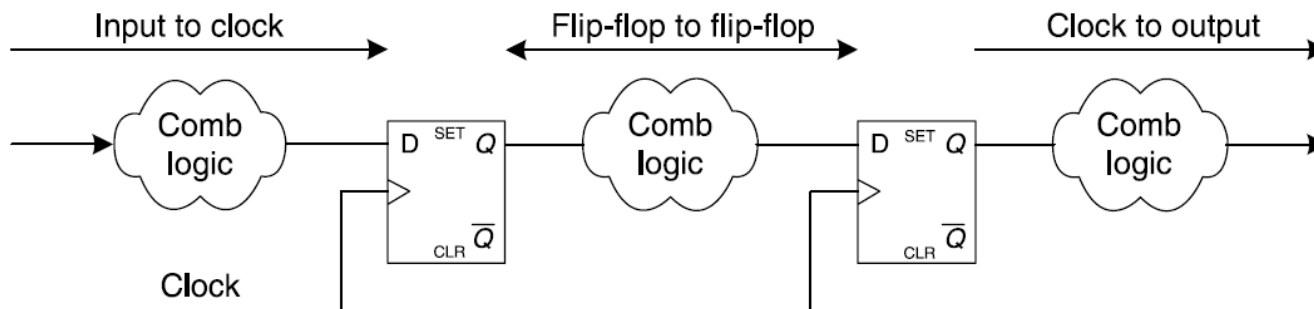 Input to clock
Flip-flop to flip-flop
Clock to output
Comb
logic
D SET Q
Q̅
CLR
Comb
logic
D SET Q
Q̅
CLR
Comb
logic
Clock